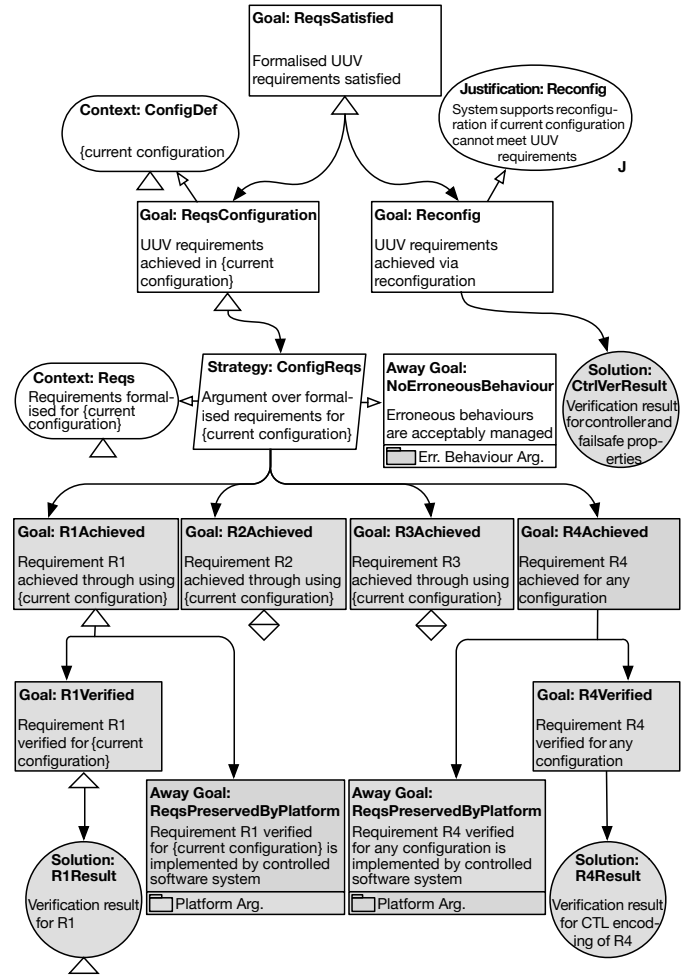 Goal: ReqsSatisfied
Formalised UUV
requirements satisfied
Justification: Reconfig
System supports reconfigu-
ration if current configuration
cannot meet UUV
requirements
J
Context: ConfigDef
{current configuration
Goal: ReqsConfiguration
UUV requirements
achieved in {current
configuration}
Goal: Reconfig
UUV requirements
achieved via
reconfiguration
Context: Reqs
Requirements formal-
ised for {current
configuration}
Strategy: ConfigReqs
Argument over formal-
ised requirements for
{current configuration}
Away Goal:
NoErroneousBehaviour
Erroneous behaviours
are acceptably managed
Err. Behaviour Arg.
Solution:
CtrlVerResult
Verification result
for controller and
failsafe prop-
erties
Goal: R1Achieved
Requirement R1
achieved through using
{current configuration}
Goal: R2Achieved
Requirement R2
achieved through using
{current configuration}
Goal: R3Achieved
Requirement R3
achieved through using
{current configuration}
Goal: R4Achieved
Requirement R4
achieved for any
configuration
Goal: R1Verified
Requirement R1
verified for {current
configuration}
Goal: R4Verified
Requirement R4
verified for any
configuration
Away Goal:
ReqsPreservedByPlatform
Requirement R1 verified
for {current configuration} is
implemented by controlled
software system
Platform Arg.
Away Goal:
ReqsPreservedByPlatform
Requirement R4 verified
for any configuration is
implemented by controlled
software system
Platform Arg.
Solution:
R1Result
Verification result
for R1
Solution:
R4Result
Verification result
for CTL encod-
ing of R4